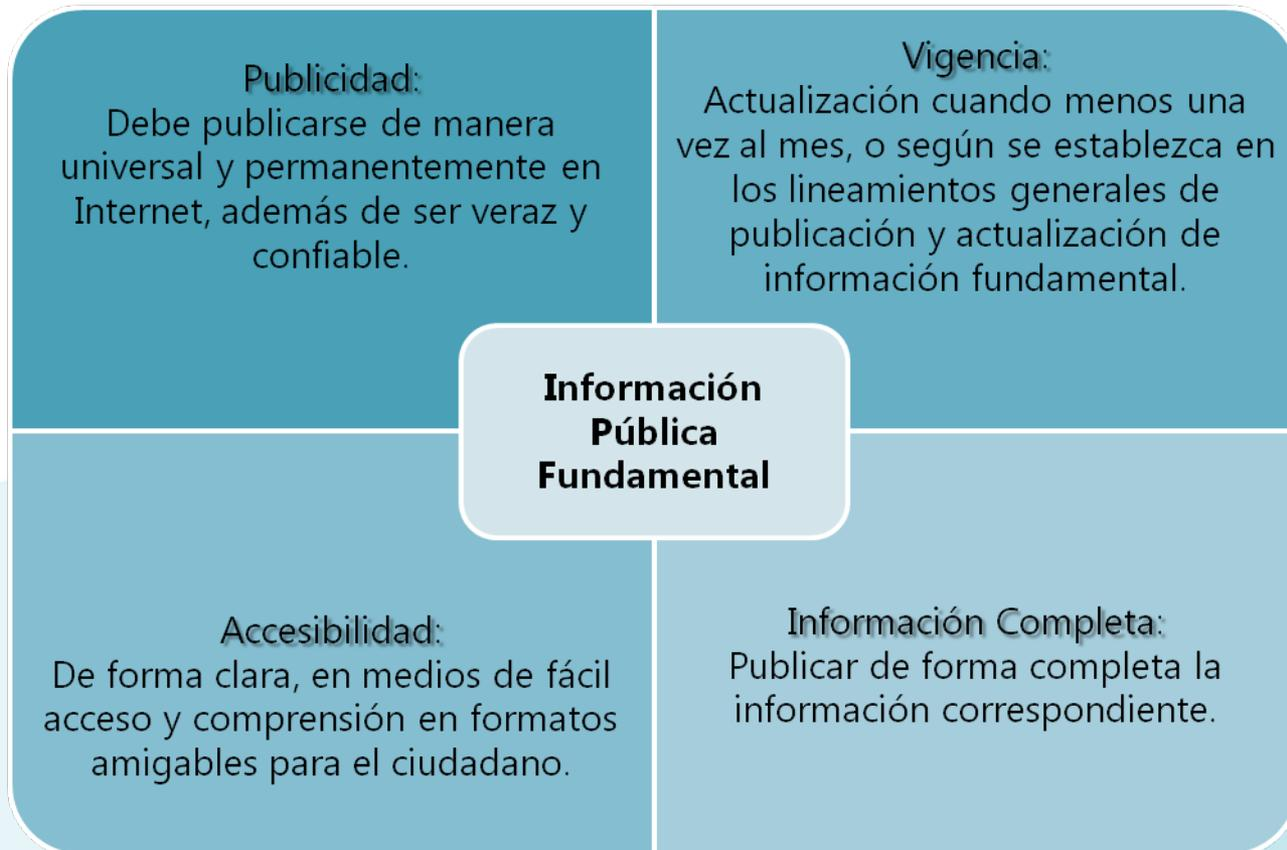 Publicidad:
Debe publicarse de manera
universal y permanentemente en
Internet, además de ser veraz y
confiable.
Vigencia:
Actualización cuando menos una
vez al mes, o según se establezca en
los lineamientos generales de
publicación y actualización de
información fundamental.
Información
Pública
Fundamental
Accesibilidad:
De forma clara, en medios de fácil
acceso y comprensión en formatos
amigables para el ciudadano.
Información Completa:
Publicar de forma completa la
información correspondiente.